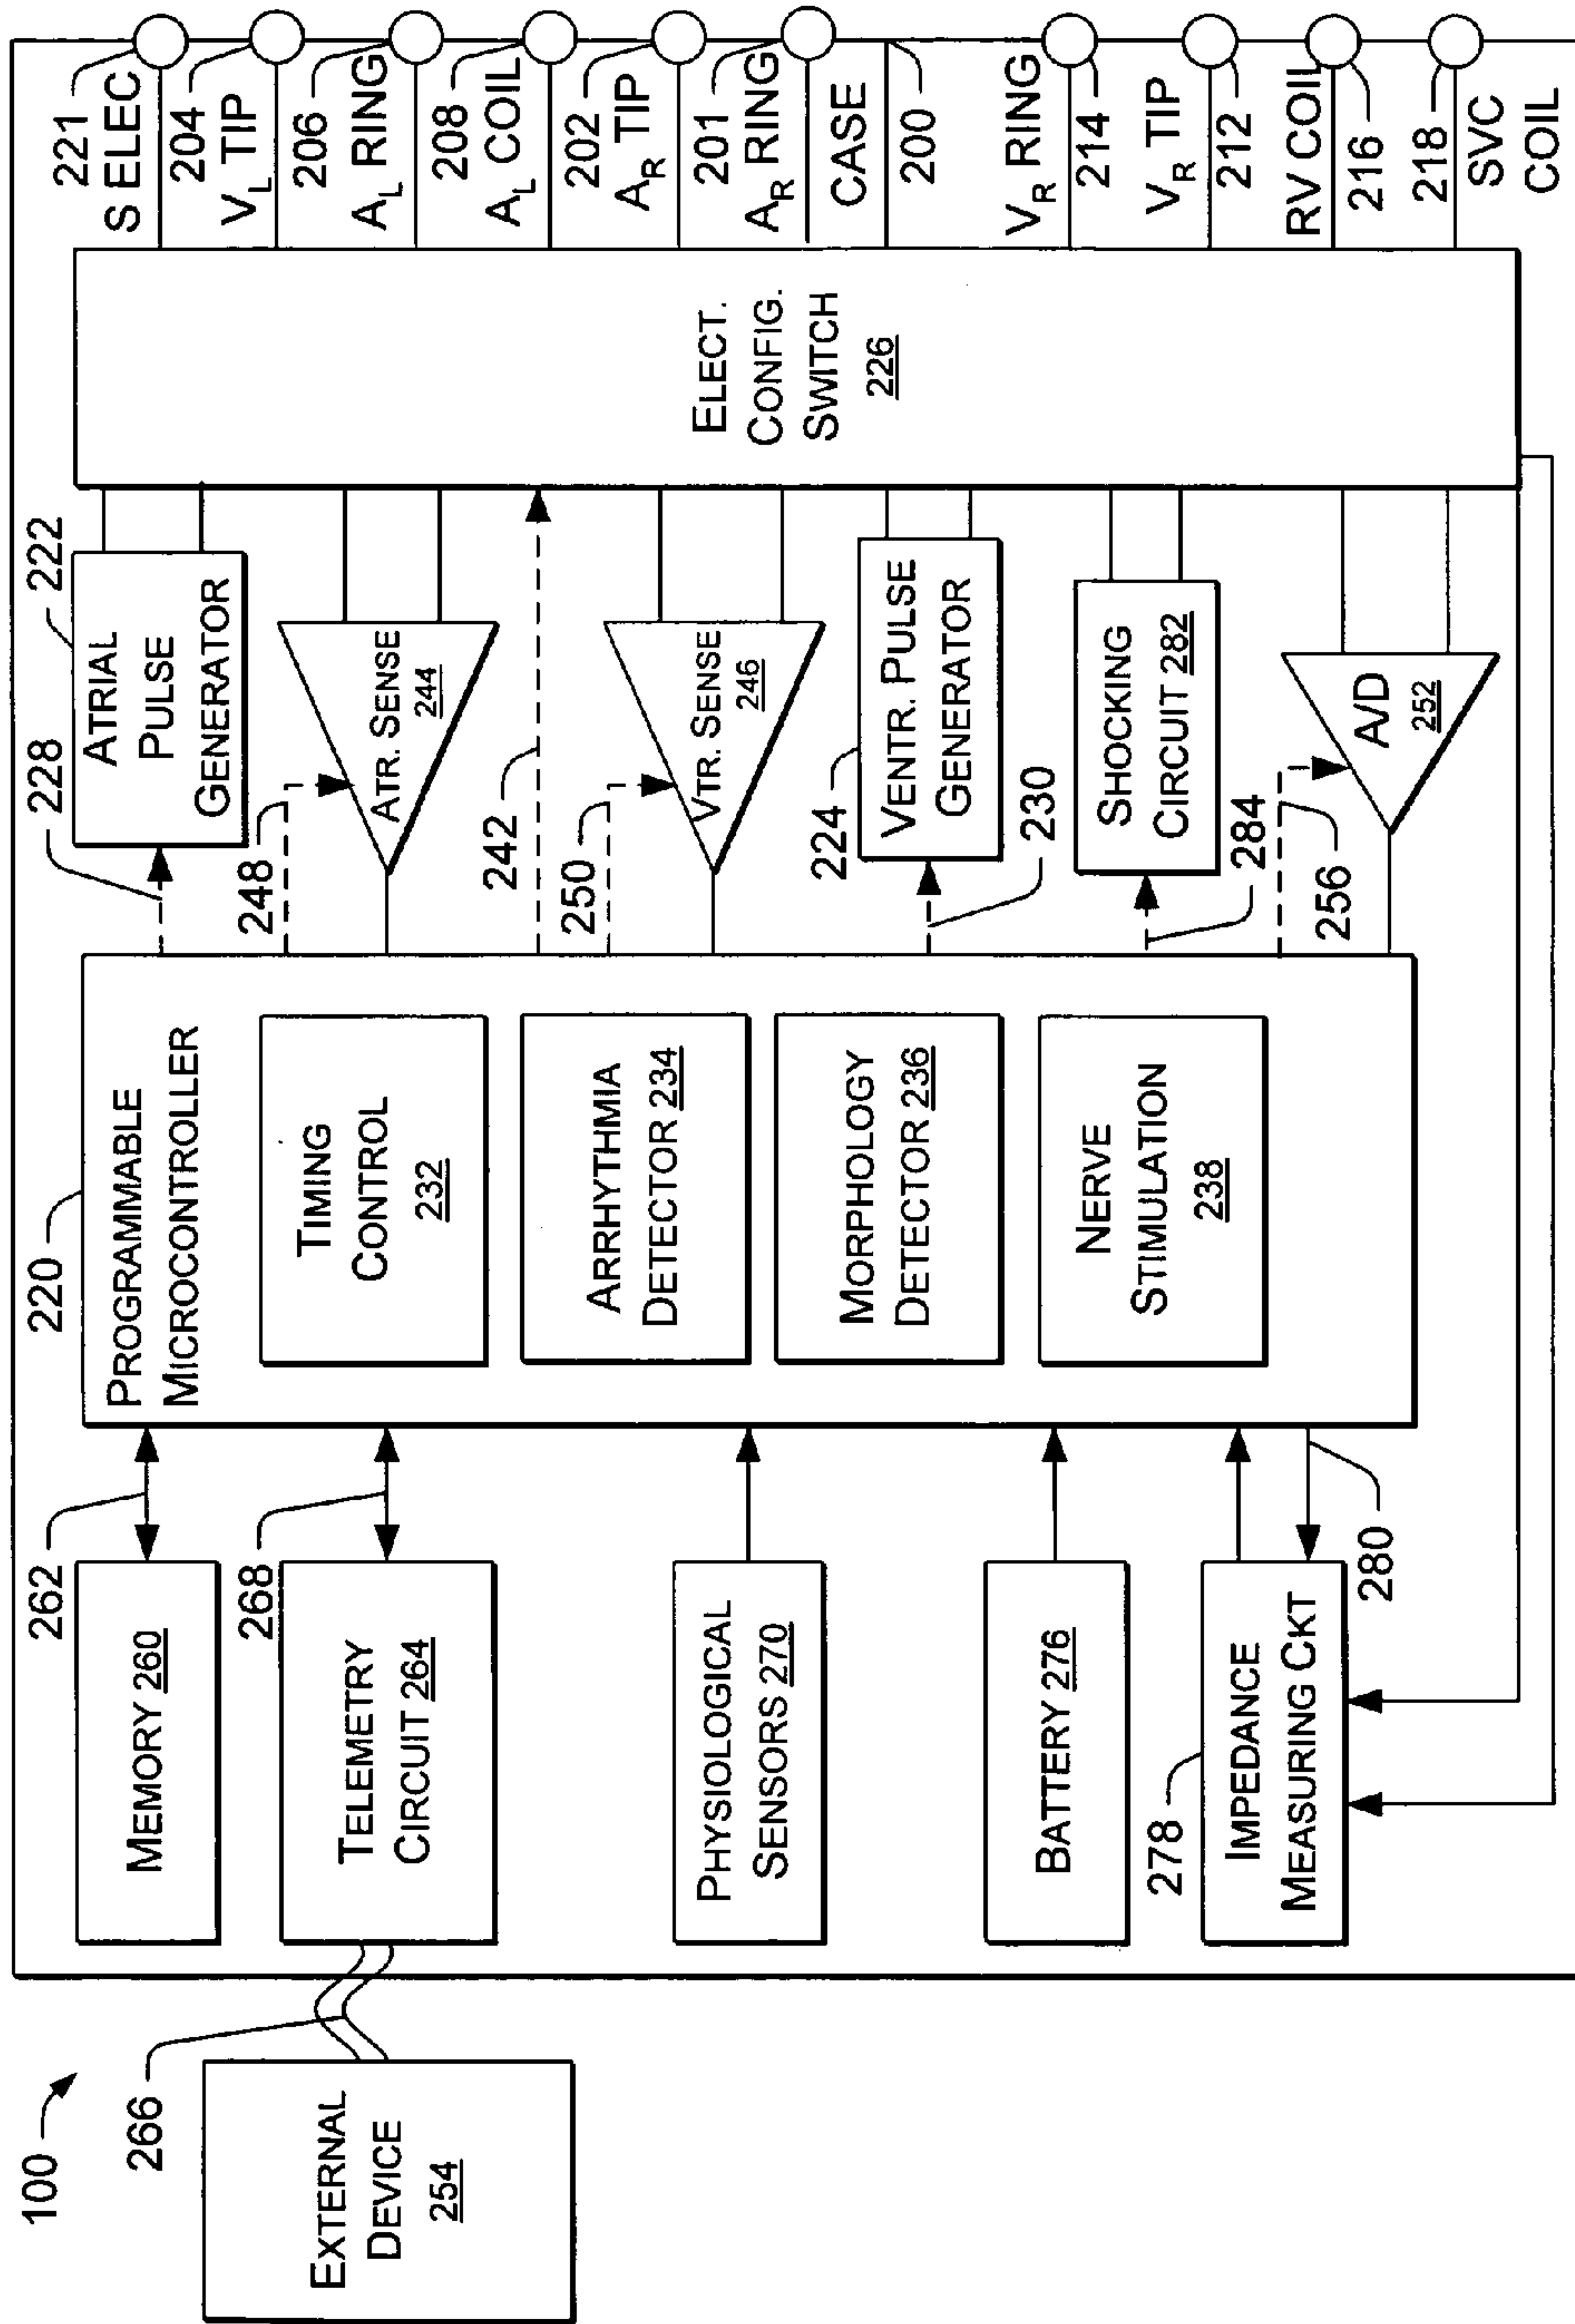 100
EXTERNAL
DEVICE
254
266
262
MEMORY 260
268
TELEMETRY
CIRCUIT 264
PHYSIOLOGICAL
SENSORS 270
BATTERY 276
278
IMPEDANCE
MEASURING CKT
280
220
PROGRAMMABLE
MICROCONTROLLER
TIMING
CONTROL
232
ARRHYTHMIA
DETECTOR 234
MORPHOLOGY
DETECTOR 236
NERVE
STIMULATION
238
228
222
ATRIAL
PULSE
GENERATOR
248
ATR. SENSE
244
242
250
VTR. SENSE
246
224
VENTR. PULSE
GENERATOR
230
SHOCKING
CIRCUIT 282
284
256
A/D
252
ELECT.
CONFIG.
SWITCH
226
221
S ELEC
204
VL TIP
206
AL RING
208
AL COIL
202
AR TIP
201
AR RING
CASE
200
VR RING
214
VR TIP
212
RV COIL
216
218
SVC
COIL